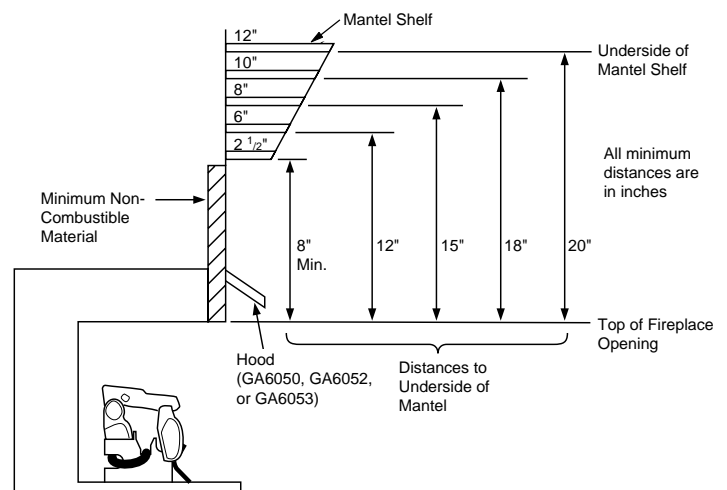 Mantel Shelf
12"
10"
8"
6"
2 1/2"
Underside of
Mantel Shelf
All minimum
distances are
in inches
Minimum Non-
Combustible
Material
8"
Min.
12"
15"
18"
20"
Top of Fireplace
Opening
Hood
(GA6050, GA6052,
or GA6053)
Distances to
Underside of
Mantel